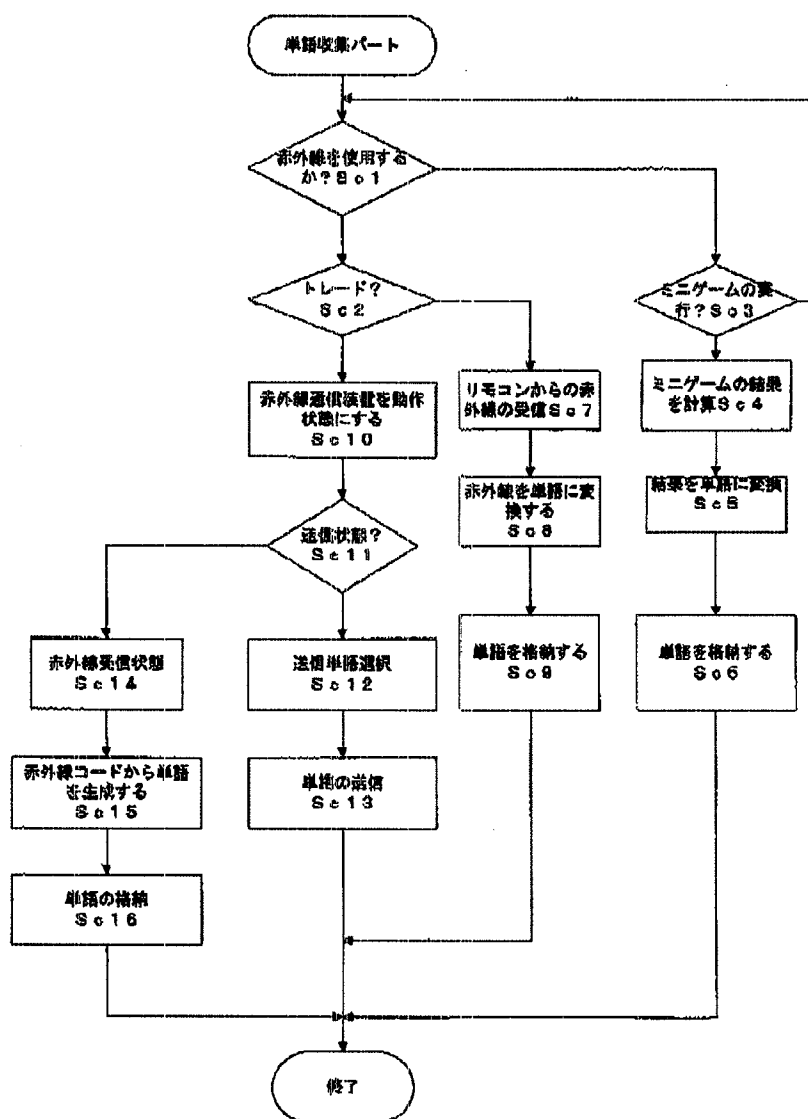 単語収集パート
赤外線を使用する
か?Sc1
トレード?
Sc2
ミニゲームの実
行?Sc3
赤外線通信装置を動作
状態にする
Sc10
リモコンからの赤
外線の受信Sc7
ミニゲームの結果
を計算Sc4
送信状態?
Sc11
赤外線を単語に変
換する
Sc8
結果を単語に変換
Sc5
赤外線受信状態
Sc14
送信単語選択
Sc12
単語を格納する
Sc9
単語を格納する
Sc6
赤外線コードから単語
を生成する
Sc15
単語の送信
Sc13
単語の格納
Sc16
修了